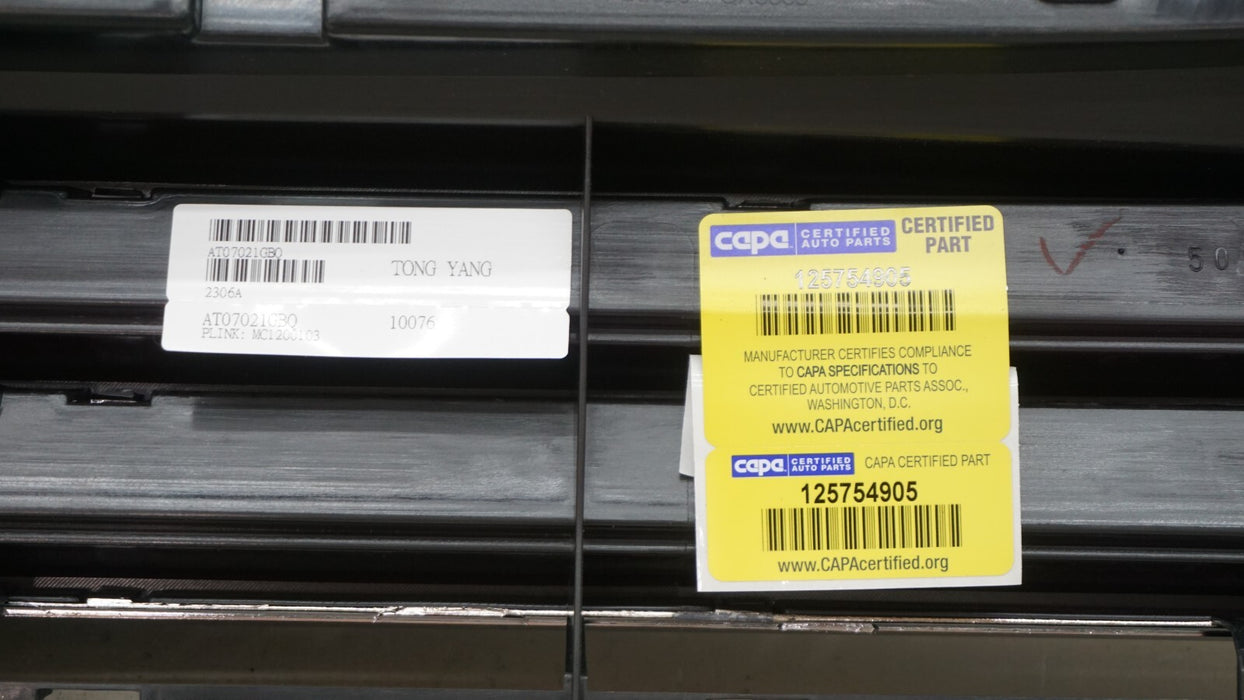 AT07021GBQ
2306A
TONG YANG
AT07021GBQ
10076
PLINK: MC1200103
capa CERTIFIED AUTO PARTS
CERTIFIED PART
125754905
MANUFACTURER CERTIFIES COMPLIANCE
TO CAPA SPECIFICATIONS TO
CERTIFIED AUTOMOTIVE PARTS ASSOC.,
WASHINGTON, D.C.
www.CAPAcertified.org
capa CERTIFIED AUTO PARTS
CAPA CERTIFIED PART
125754905
www.CAPAcertified.org
50